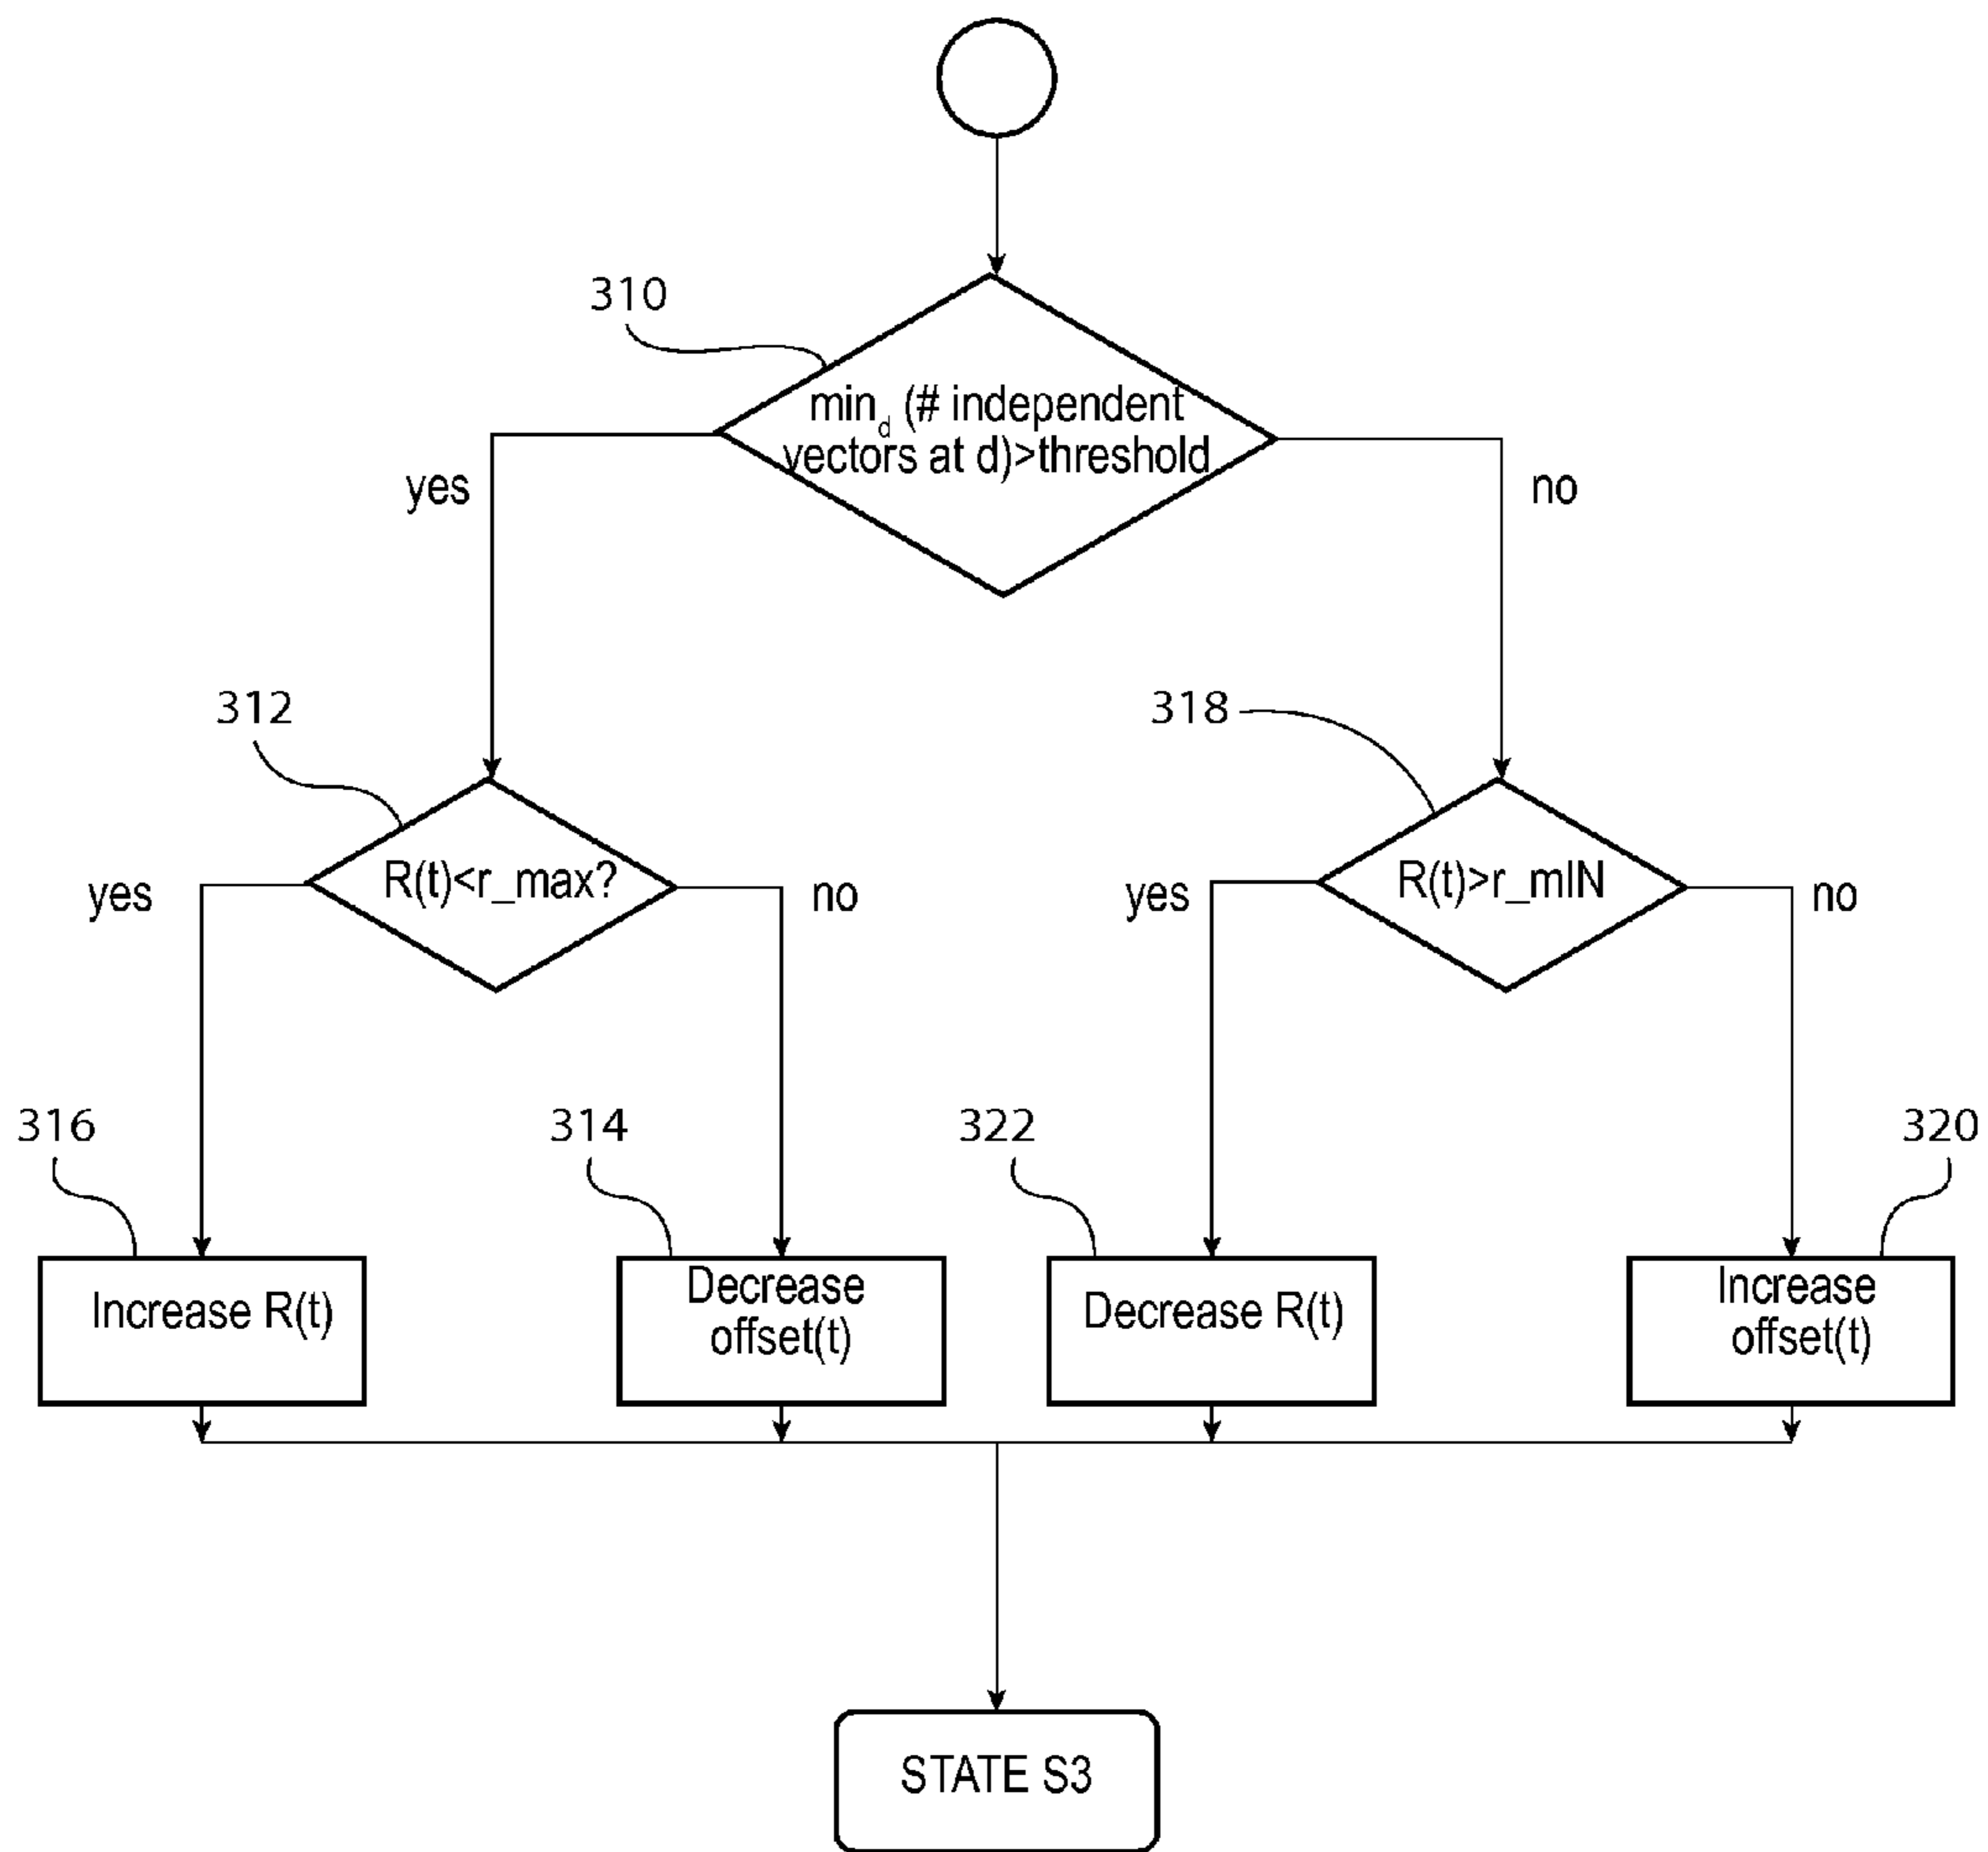 310
min_d (# independent
vectors at d)>threshold
yes
no
312
318
R(t)<r_max?
R(t)>r_mIN
yes
no
yes
no
316
314
322
320
Increase R(t)
Decrease
offset(t)
Decrease R(t)
Increase
offset(t)
STATE S3